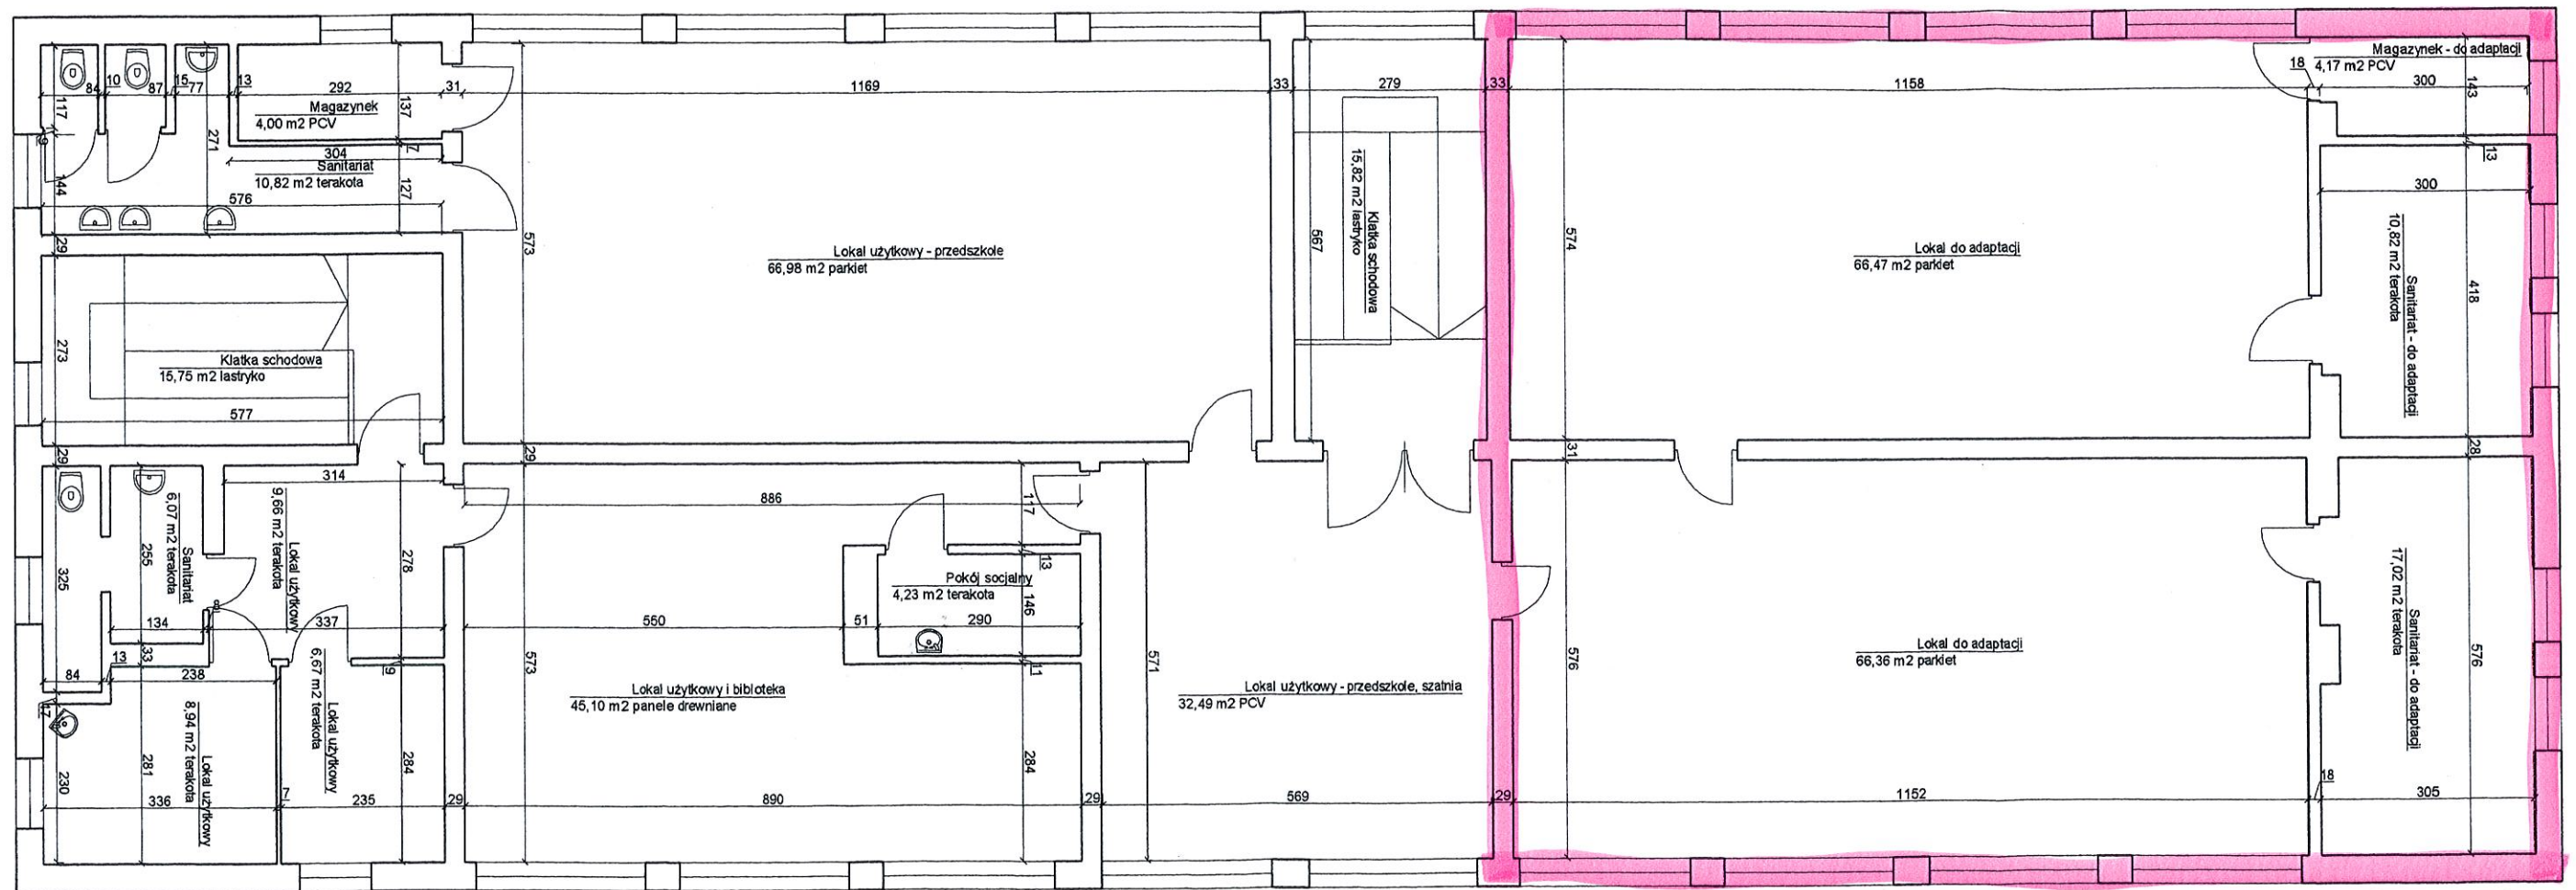 84
10
87
15
77
13
292
31
1169
33
279
33
1158
18
Magazynek - do adaptacji
4,17 m2 PCV
300
143
117
9
144
271
137
Magazynek
4,00 m2 PCV
7
304
Sanitariat
10,82 m2 terakota
127
576
29
573
Lokal użytkowy - przedszkole
66,98 m2 parkiet
567
Klatka schodowa
15,82 m2 lastryko
574
Lokal do adaptacji
66,47 m2 parkiet
13
300
Sanitariat - do adaptacji
10,82 m2 terakota
418
273
Klatka schodowa
15,75 m2 lastryko
577
29
29
31
28
314
Sanitariat
6,07 m2 terakota
255
325
Lokal użytkowy
9,66 m2 terakota
278
886
117
13
Pokój socjalny
4,23 m2 terakota
146
550
51
290
11
8
134
337
33
13
84
238
9
17
Lokal użytkowy
8,94 m2 terakota
281
230
336
7
Lokal użytkowy
6,67 m2 terakota
284
235
29
573
Lokal użytkowy i bibloteka
45,10 m2 panele drewniane
284
890
29
571
Lokal użytkowy - przedszkole, szatnia
32,49 m2 PCV
569
29
576
Lokal do adaptacji
66,36 m2 parkiet
1152
18
Sanitariat - do adaptacji
17,02 m2 terakota
576
305